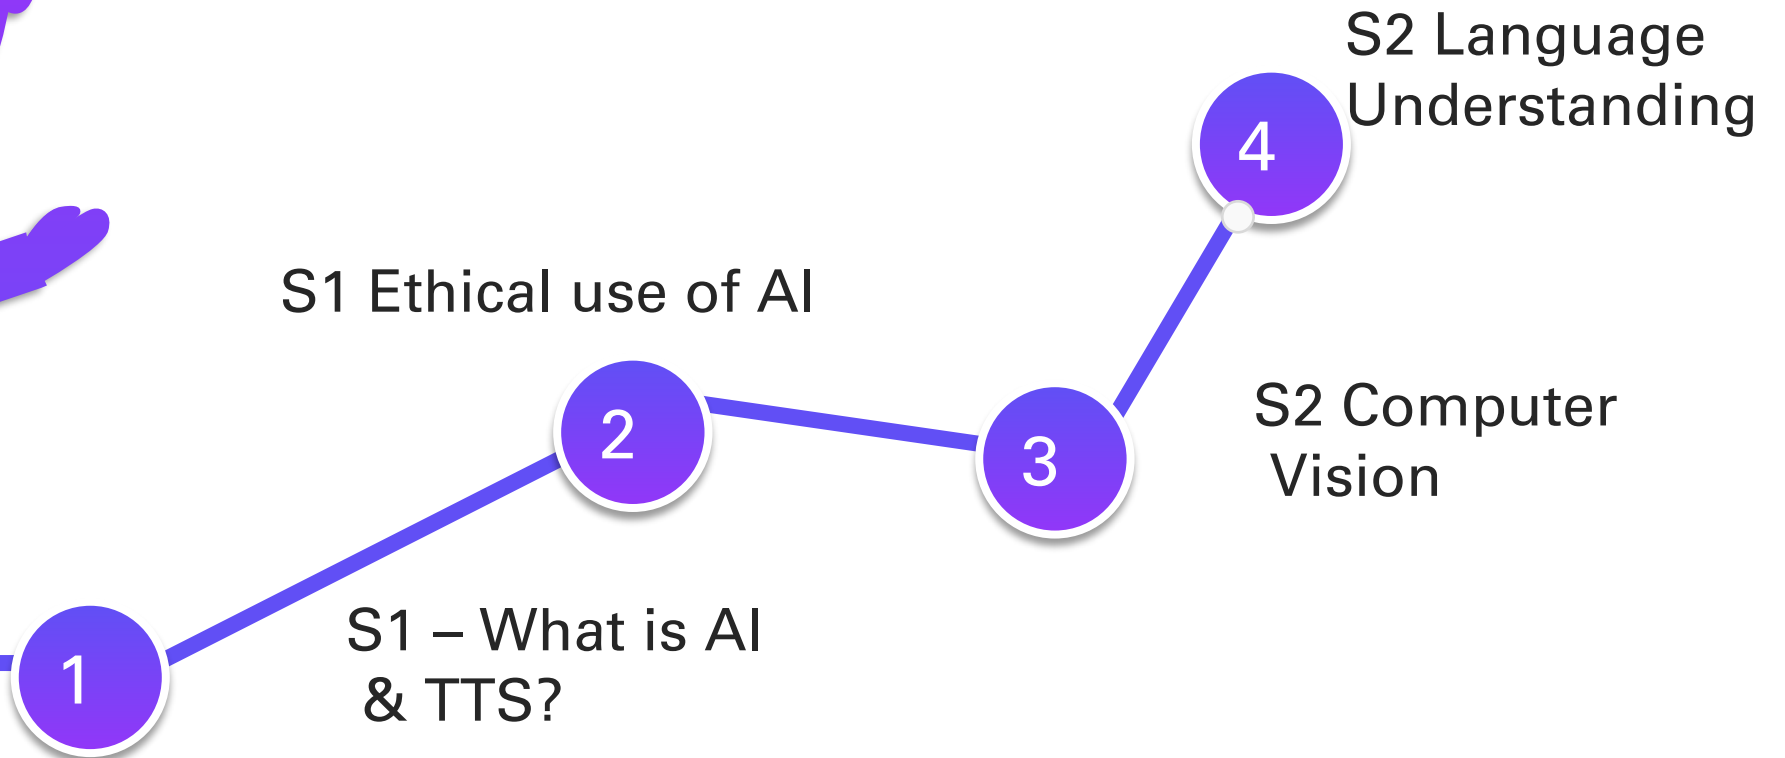 S2 Language
Understanding
4
S1 Ethical use of AI
2
3
S2 Computer
Vision
1
S1 – What is AI
& TTS?